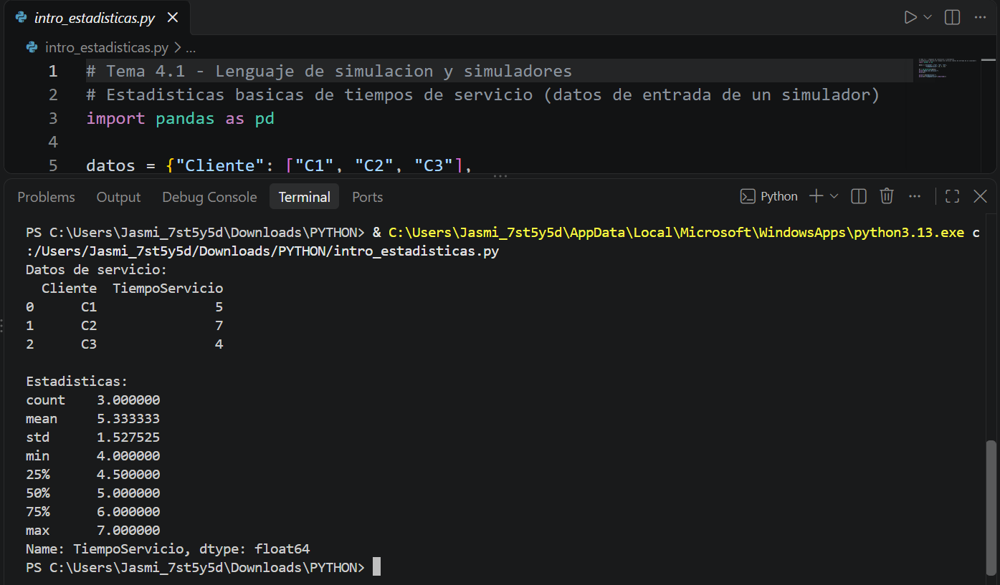 intro_estadisticas.py
intro_estadisticas.py > ...
1 # Tema 4.1 - Lenguaje de simulacion y simuladores
2 # Estadisticas basicas de tiempos de servicio (datos de entrada de un simulador)
3 import pandas as pd
4
5 datos = {"Cliente": ["C1", "C2", "C3"],
Problems Output Debug Console Terminal Ports Python
PS C:\Users\Jasmi_7st5y5d\Downloads\PYTHON> & C:\Users\Jasmi_7st5y5d\AppData\Local\Microsoft\WindowsApps\python3.13.exe c
:/Users/Jasmi_7st5y5d/Downloads/PYTHON/intro_estadisticas.py
Datos de servicio:
  Cliente  TiempoServicio
0      C1               5
1      C2               7
2      C3               4

Estadisticas:
count    3.000000
mean     5.333333
std      1.527525
min      4.000000
25%      4.500000
50%      5.000000
75%      6.000000
max      7.000000
Name: TiempoServicio, dtype: float64
PS C:\Users\Jasmi_7st5y5d\Downloads\PYTHON>